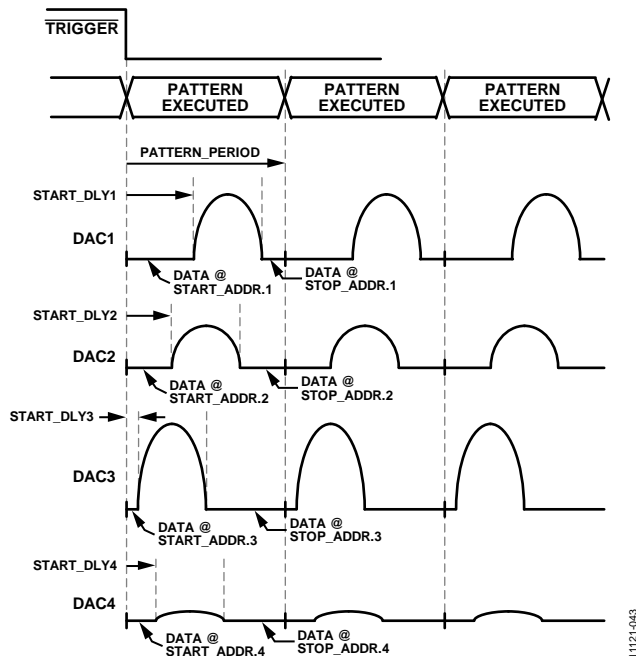 TRIGGER
PATTERN
EXECUTED
PATTERN
EXECUTED
PATTERN
EXECUTED
PATTERN_PERIOD
START_DLY1
DAC1
DATA @
START_ADDR.1
DATA @
STOP_ADDR.1
START_DLY2
DAC2
DATA @
START_ADDR.2
DATA @
STOP_ADDR.2
START_DLY3
DAC3
DATA @
START_ADDR.3
DATA @
STOP_ADDR.3
START_DLY4
DAC4
DATA @
START_ADDR.4
DATA @
STOP_ADDR.4
11121-043